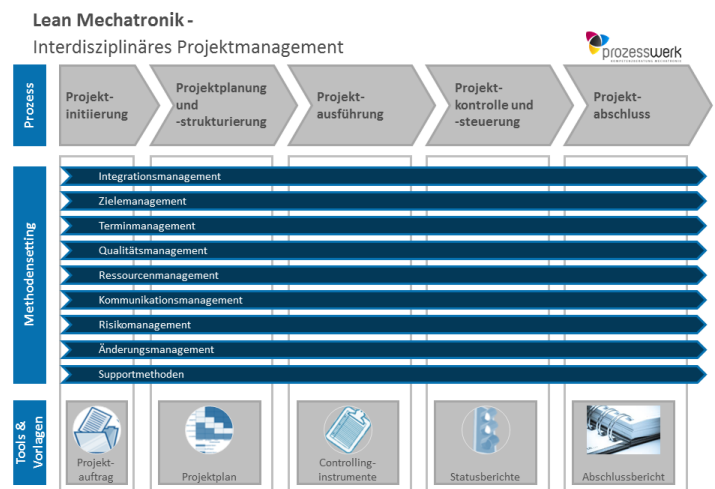 Lean Mechatronik -
Interdisziplinäres Projektmanagement
prozesswerk
Prozess
Projekt-
initiierung
Projektplanung
und
-strukturierung
Projekt-
ausführung
Projekt-
kontrolle und
-steuerung
Projekt-
abschluss
Methodensetting
Integrationsmanagement
Zielemanagement
Terminmanagement
Qualitätsmanagement
Ressourcenmanagement
Kommunikationsmanagement
Risikomanagement
Änderungsmanagement
Supportmethoden
Tools &
Vorlagen
Projekt-
auftrag
Projektplan
Controlling-
instrumente
Statusberichte
Abschlussbericht